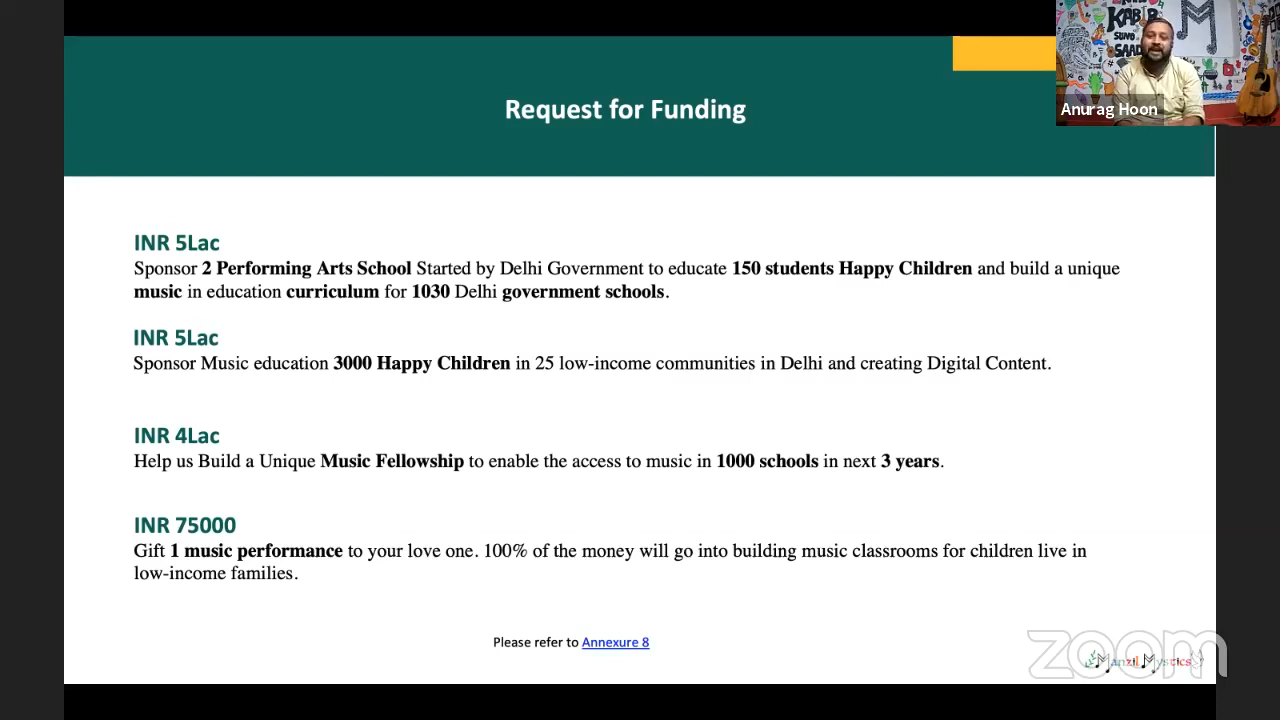 KABIR
SUNO
SAADHO
Request for Funding
Anurag Hoon
INR 5Lac
Sponsor 2 Performing Arts School Started by Delhi Government to educate 150 students Happy Children and build a unique
music in education curriculum for 1030 Delhi government schools.
INR 5Lac
Sponsor Music education 3000 Happy Children in 25 low-income communities in Delhi and creating Digital Content.
INR 4Lac
Help us Build a Unique Music Fellowship to enable the access to music in 1000 schools in next 3 years.
INR 75000
Gift 1 music performance to your love one. 100% of the money will go into building music classrooms for children live in
low-income families.
Please refer to Annexure 8
zoom
Manzil Mystics